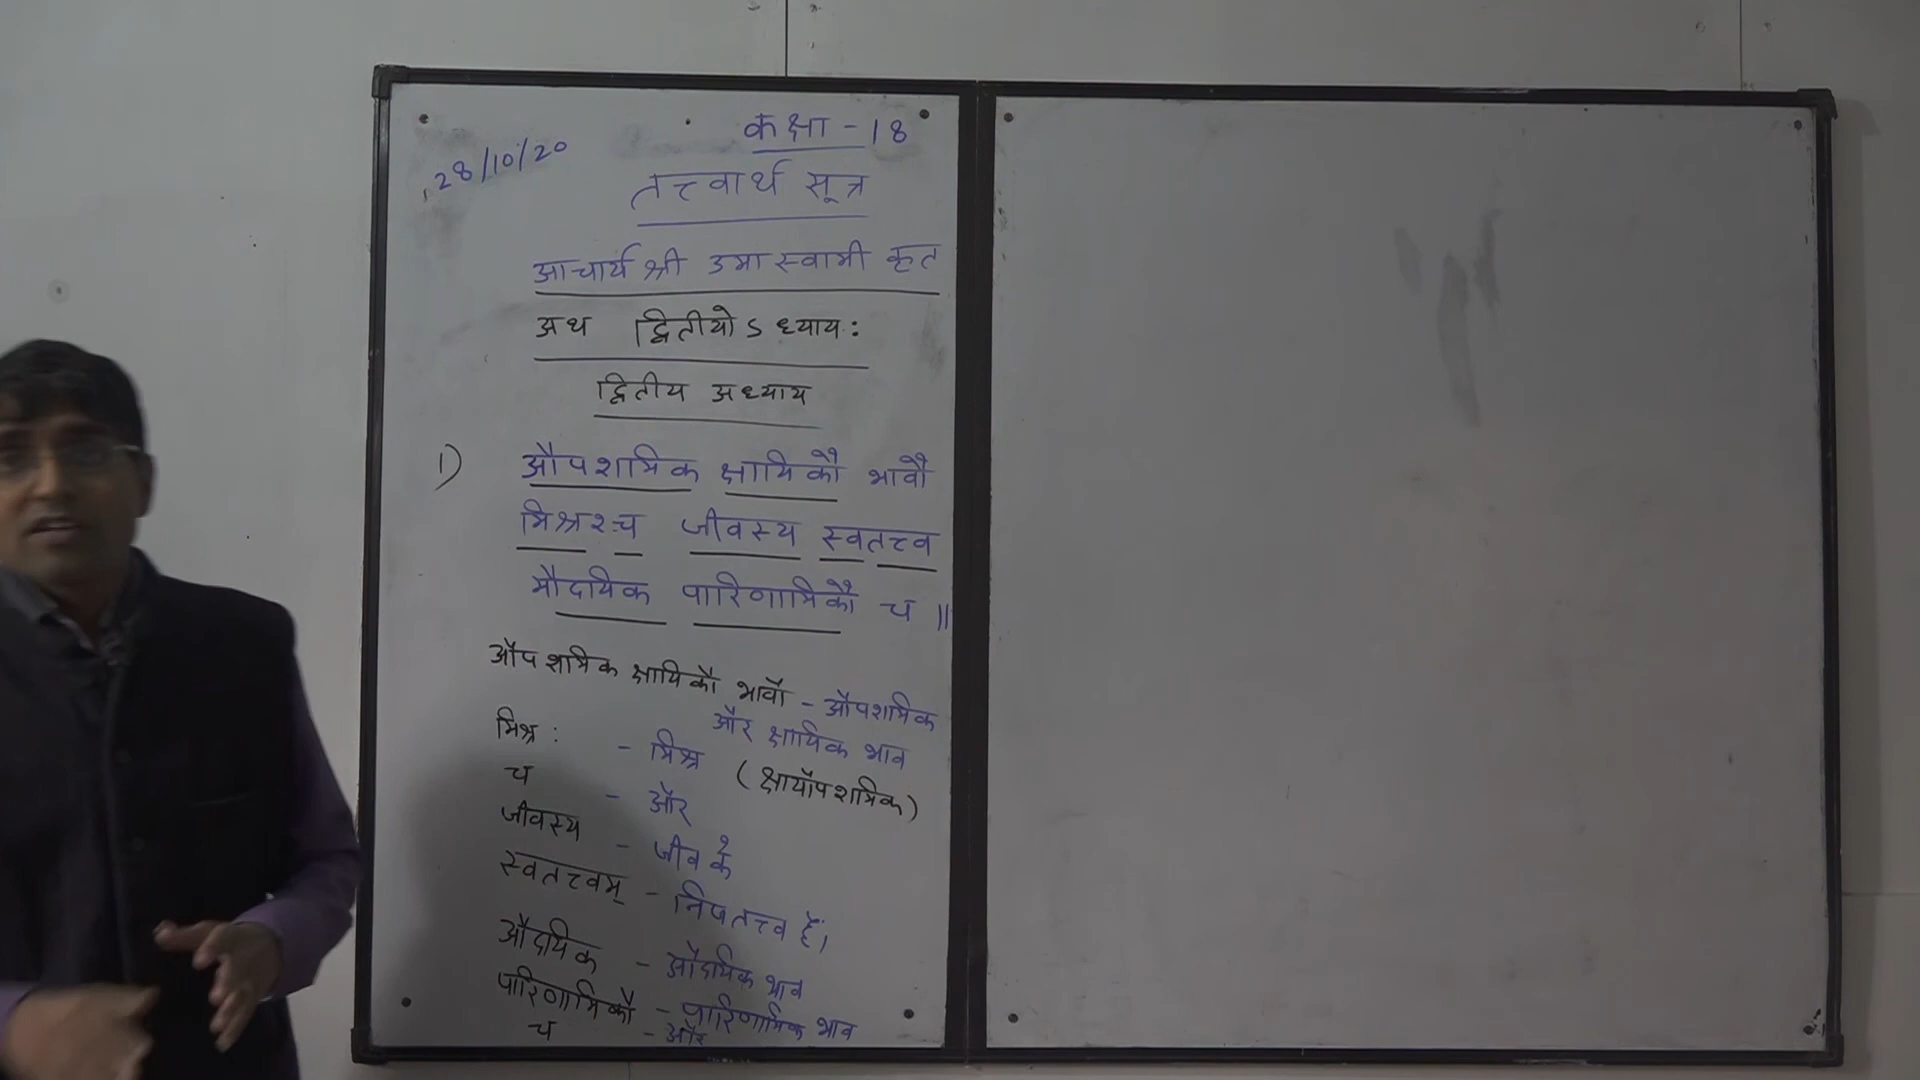 कक्षा - 18
28/10/20
तत्त्वार्थ सूत्र
आचार्य श्री उमास्वामी कृत
अथ द्वितीयोऽध्यायः
द्वितीय अध्याय
1) औपशमिक क्षायिकौ भावौ
मिश्रश्च जीवस्य स्वतत्त्व
मौदयिक पारिणामिकौ च ॥
औपशमिक क्षायिकौ भावौ - औपशमिक
और क्षायिक भाव
मिश्रः - मिश्र (क्षायोपशमिक)
च - और
जीवस्य - जीव के
स्वतत्त्वम् - निजतत्त्व हैं।
औदयिक - औदयिक भाव
पारिणामिकौ - पारिणामिक भाव
च - और